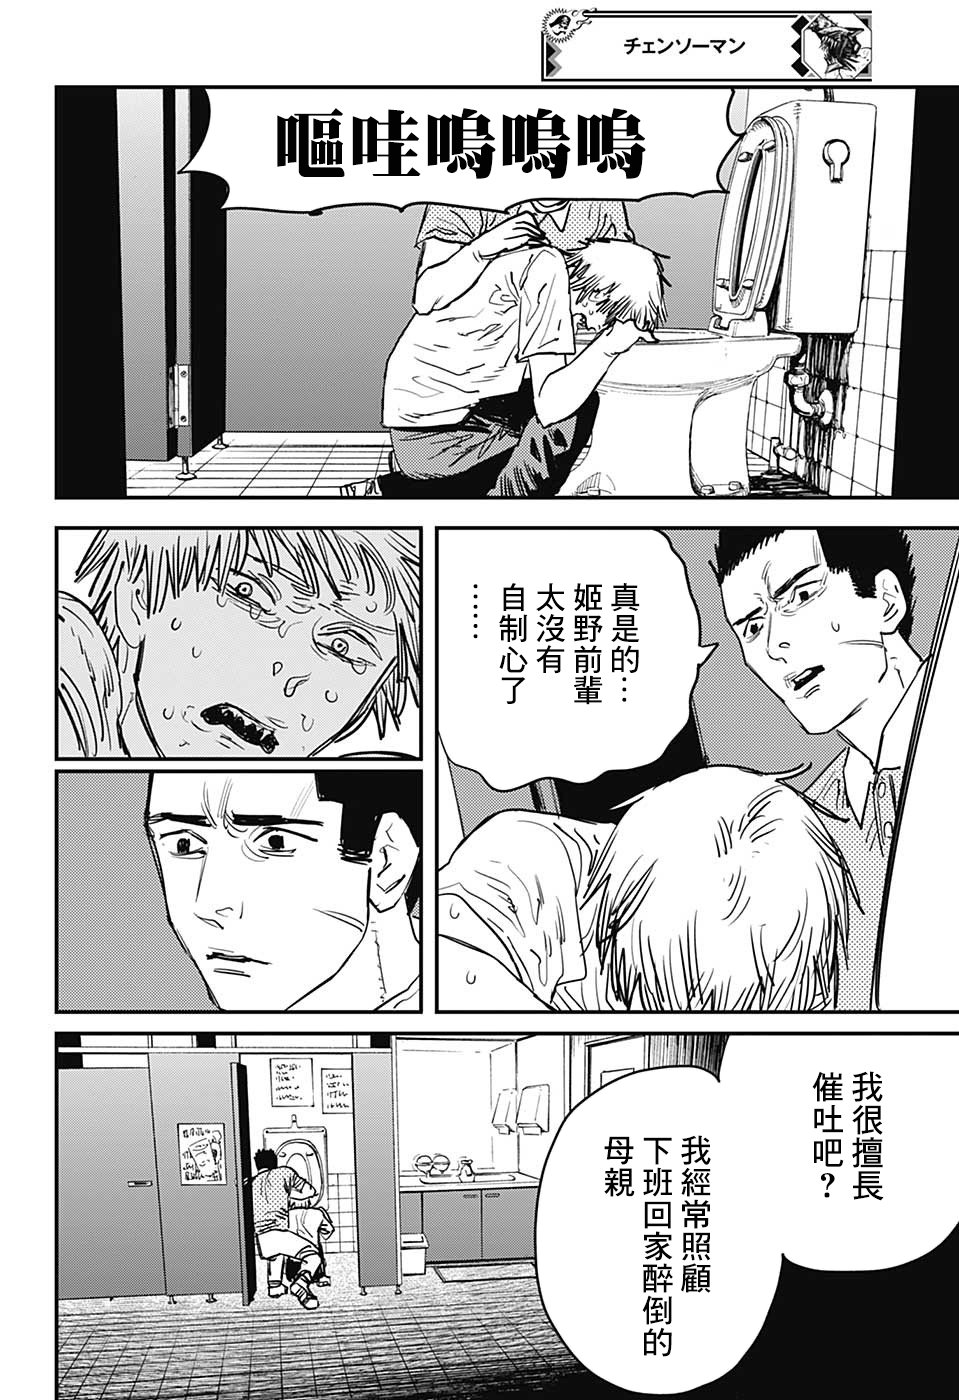 チェンソーマン
嘔哇嗚嗚嗚
真是的…
姬野前輩
太沒有
自制心了
……
我很擅長
催吐吧？
我經常照顧
下班回家醉倒的
母親